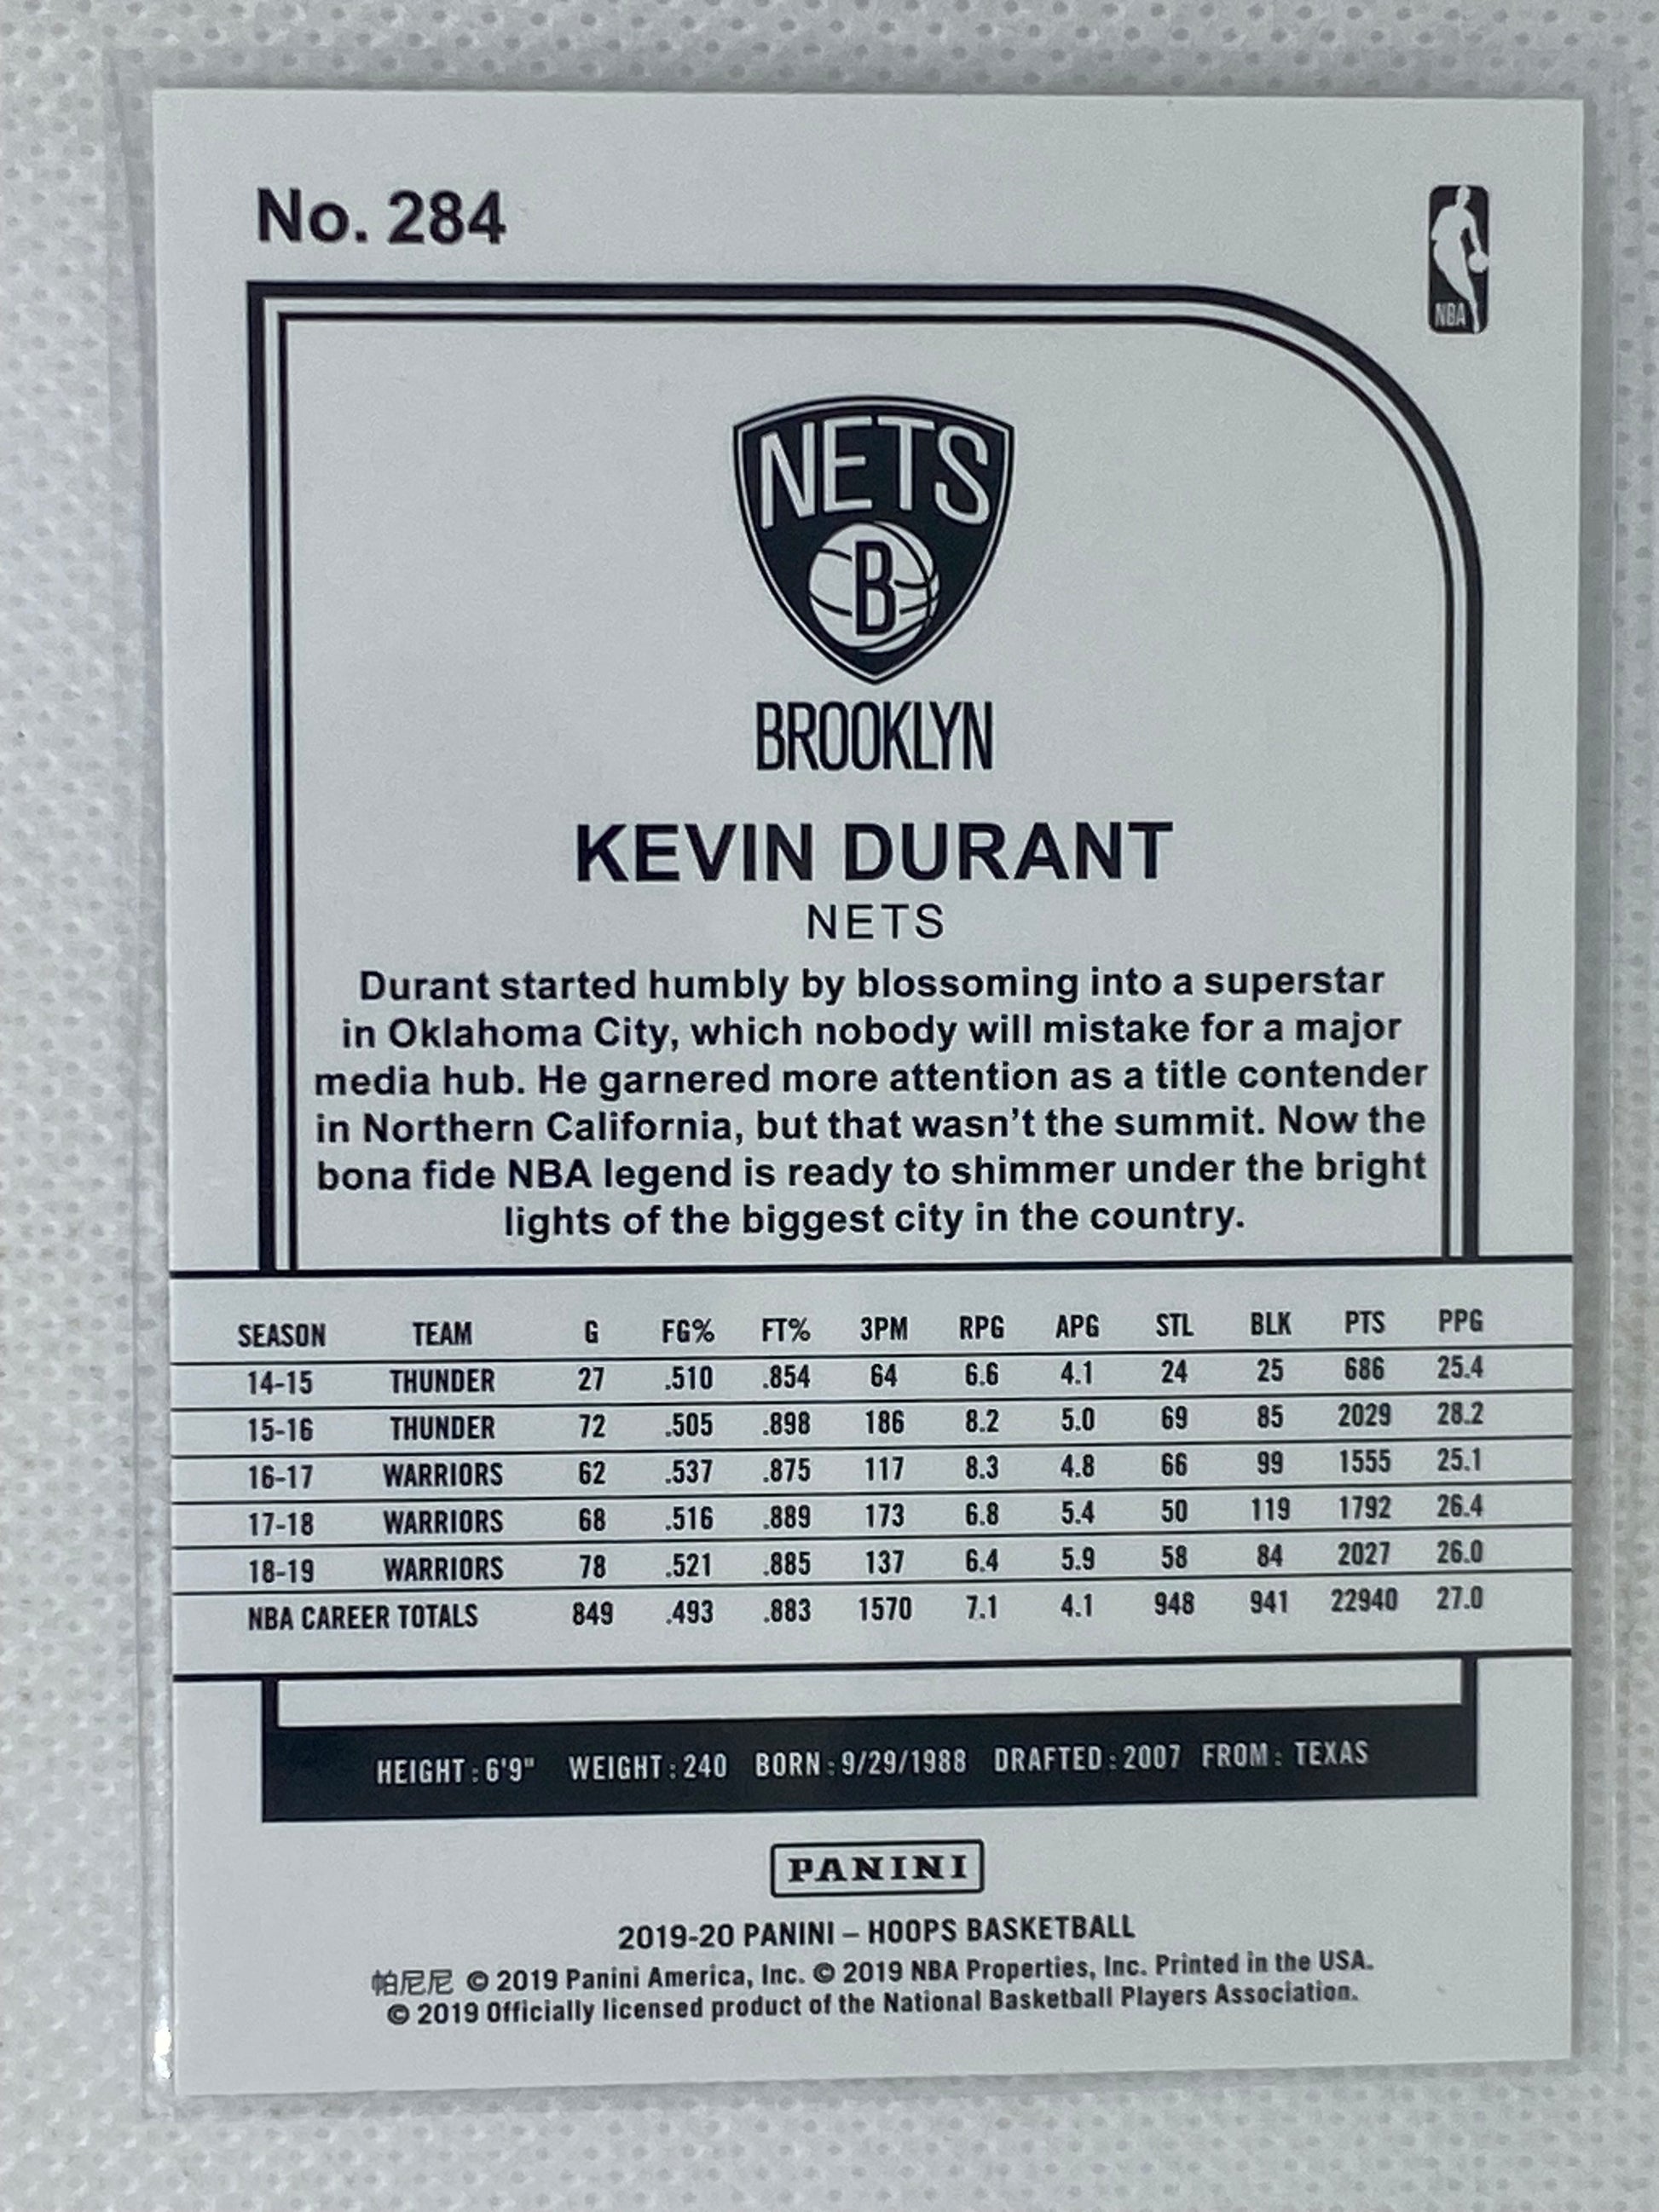 No. 284
NBA
NETS
B
BROOKLYN
KEVIN DURANT
NETS
Durant started humbly by blossoming into a superstar
in Oklahoma City, which nobody will mistake for a major
media hub. He garnered more attention as a title contender
in Northern California, but that wasn't the summit. Now the
bona fide NBA legend is ready to shimmer under the bright
lights of the biggest city in the country.
SEASON TEAM G FG% FT% 3PM RPG APG STL BLK PTS PPG
14-15 THUNDER 27 .510 .854 64 6.6 4.1 24 25 686 25.4
15-16 THUNDER 72 .505 .898 186 8.2 5.0 69 85 2029 28.2
16-17 WARRIORS 62 .537 .875 117 8.3 4.8 66 99 1555 25.1
17-18 WARRIORS 68 .516 .889 173 6.8 5.4 50 119 1792 26.4
18-19 WARRIORS 78 .521 .885 137 6.4 5.9 58 84 2027 26.0
NBA CAREER TOTALS 849 .493 .883 1570 7.1 4.1 948 941 22940 27.0
HEIGHT: 6'9" WEIGHT: 240 BORN: 9/29/1988 DRAFTED: 2007 FROM: TEXAS
PANINI
2019-20 PANINI – HOOPS BASKETBALL
帕尼尼 © 2019 Panini America, Inc. © 2019 NBA Properties, Inc. Printed in the USA.
© 2019 Officially licensed product of the National Basketball Players Association.